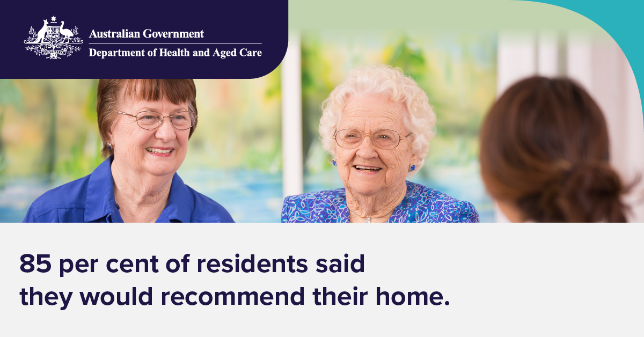 Australian Government
Department of Health and Aged Care
85 per cent of residents said
they would recommend their home.